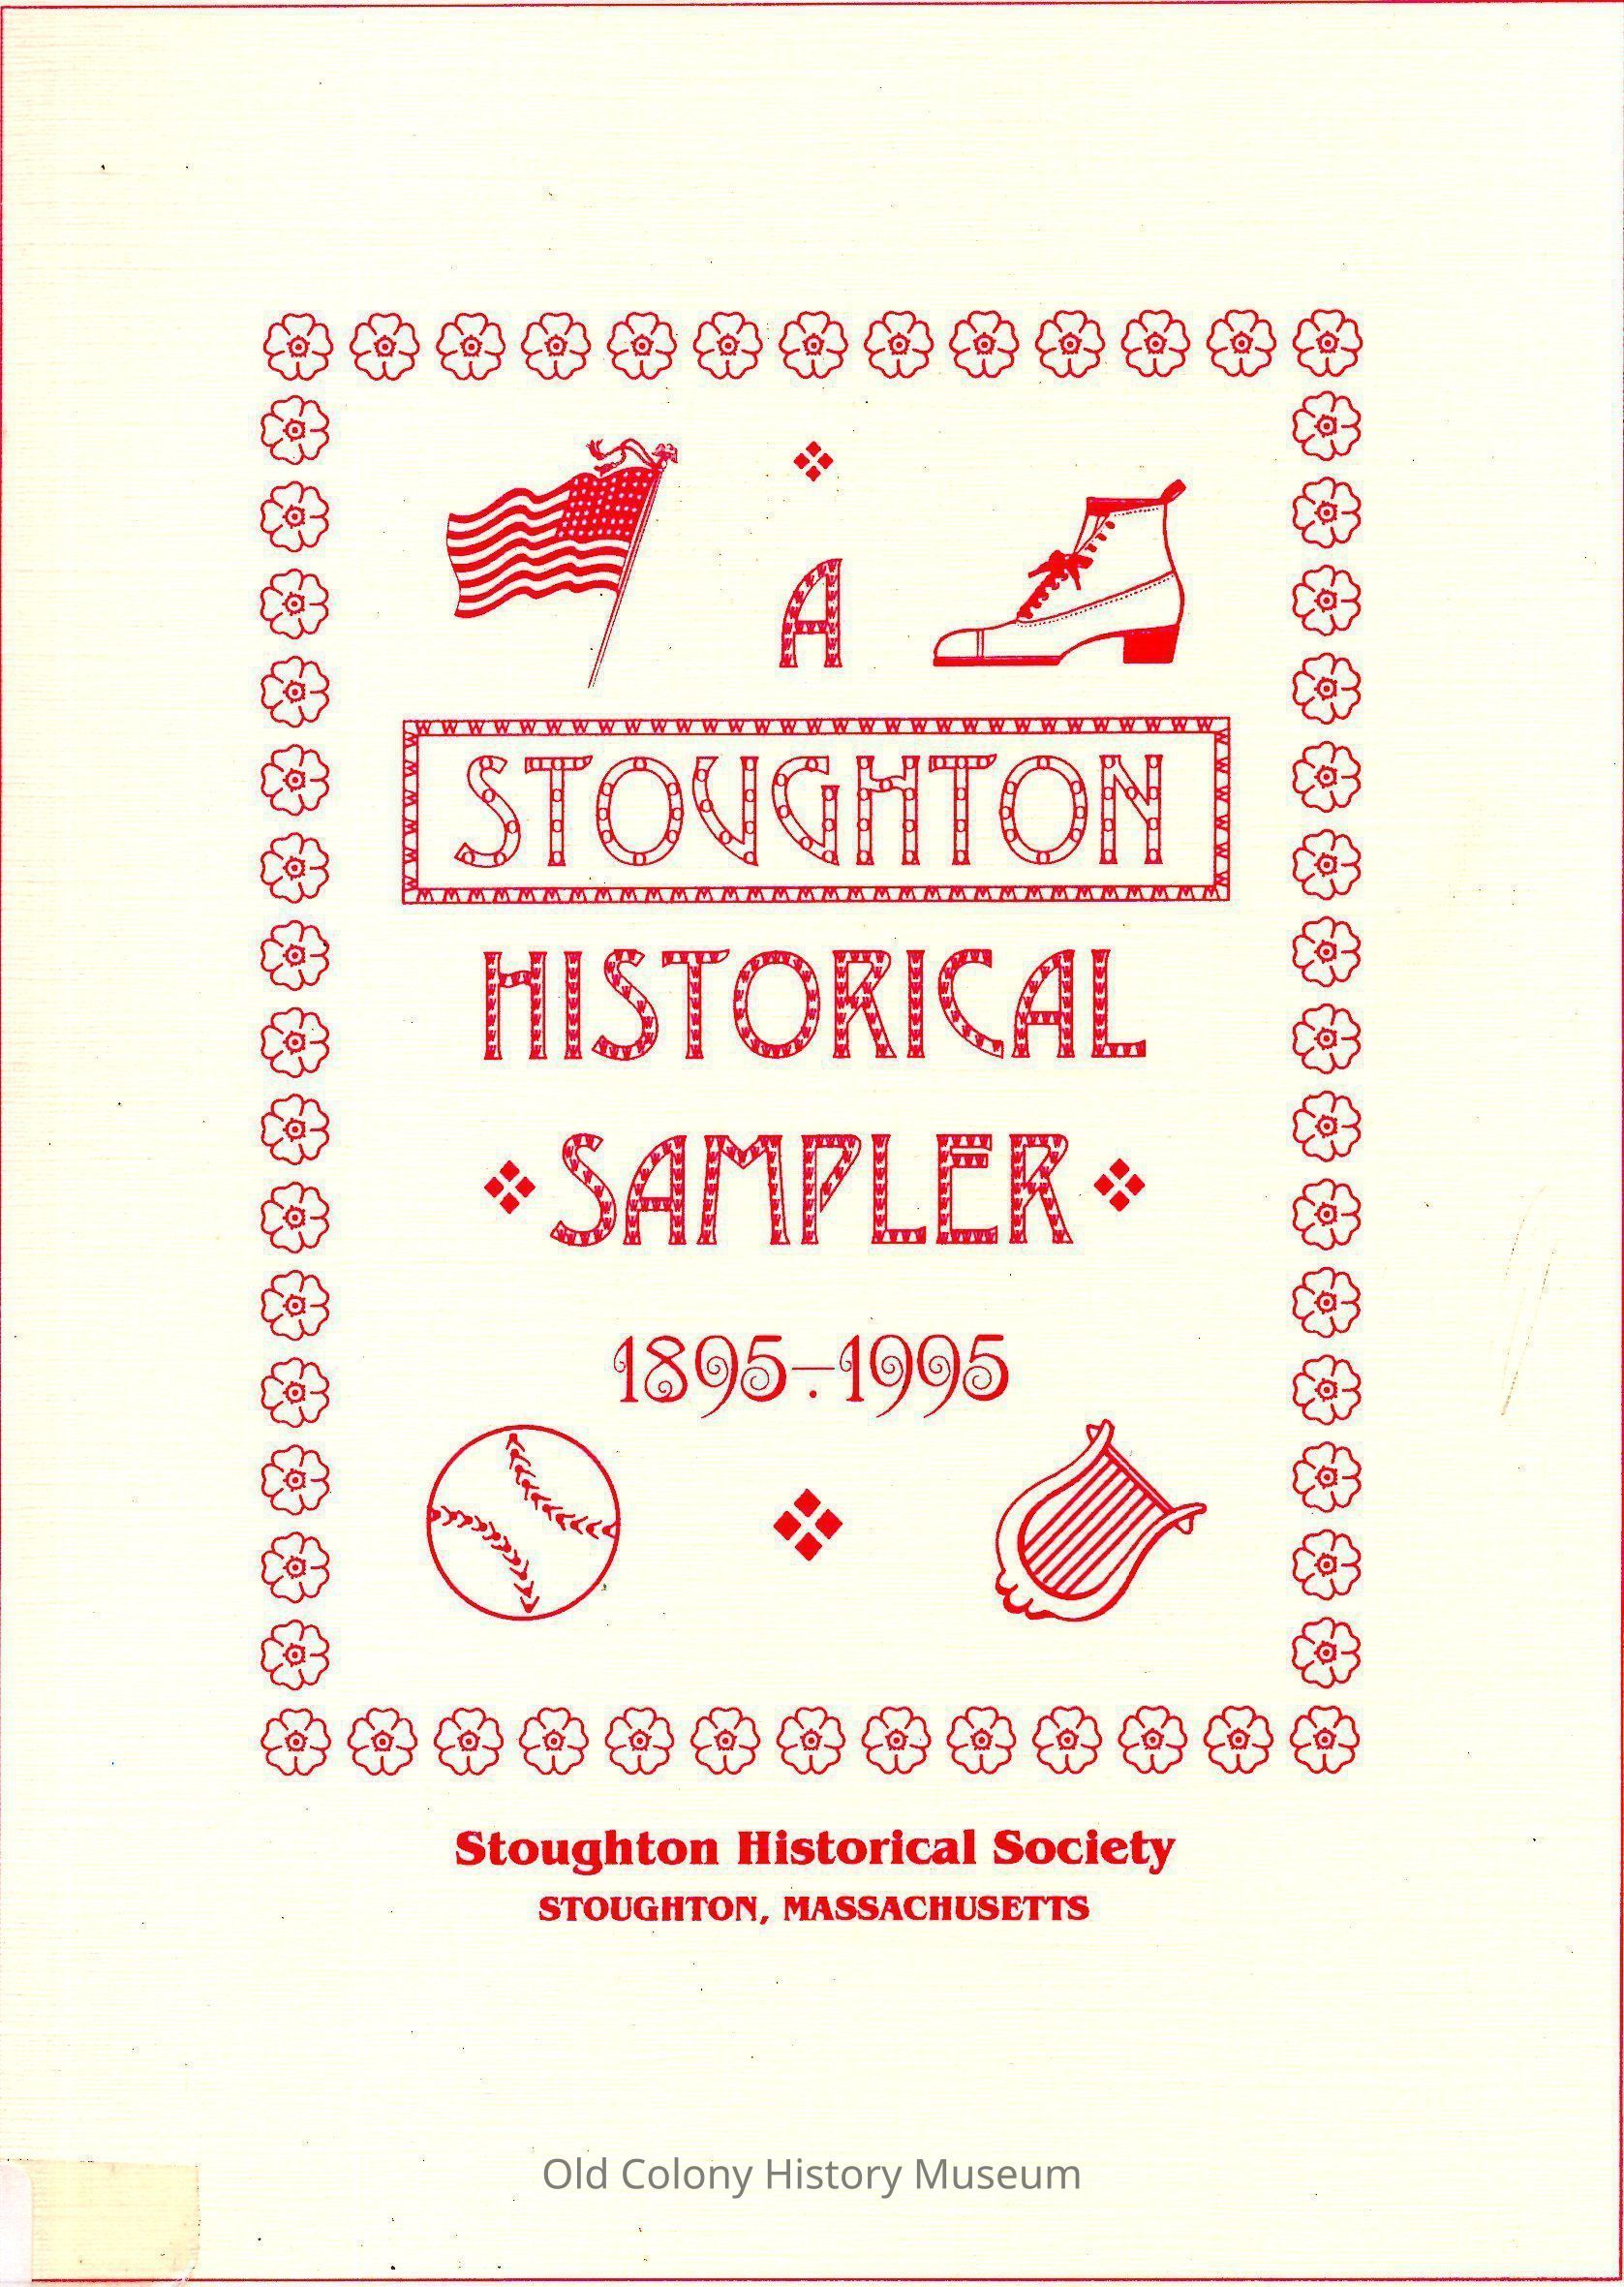 A
STOUGHTON
HISTORICAL
SAMPLER
1895-1995
Stoughton Historical Society
STOUGHTON, MASSACHUSETTS
Old Colony History Museum